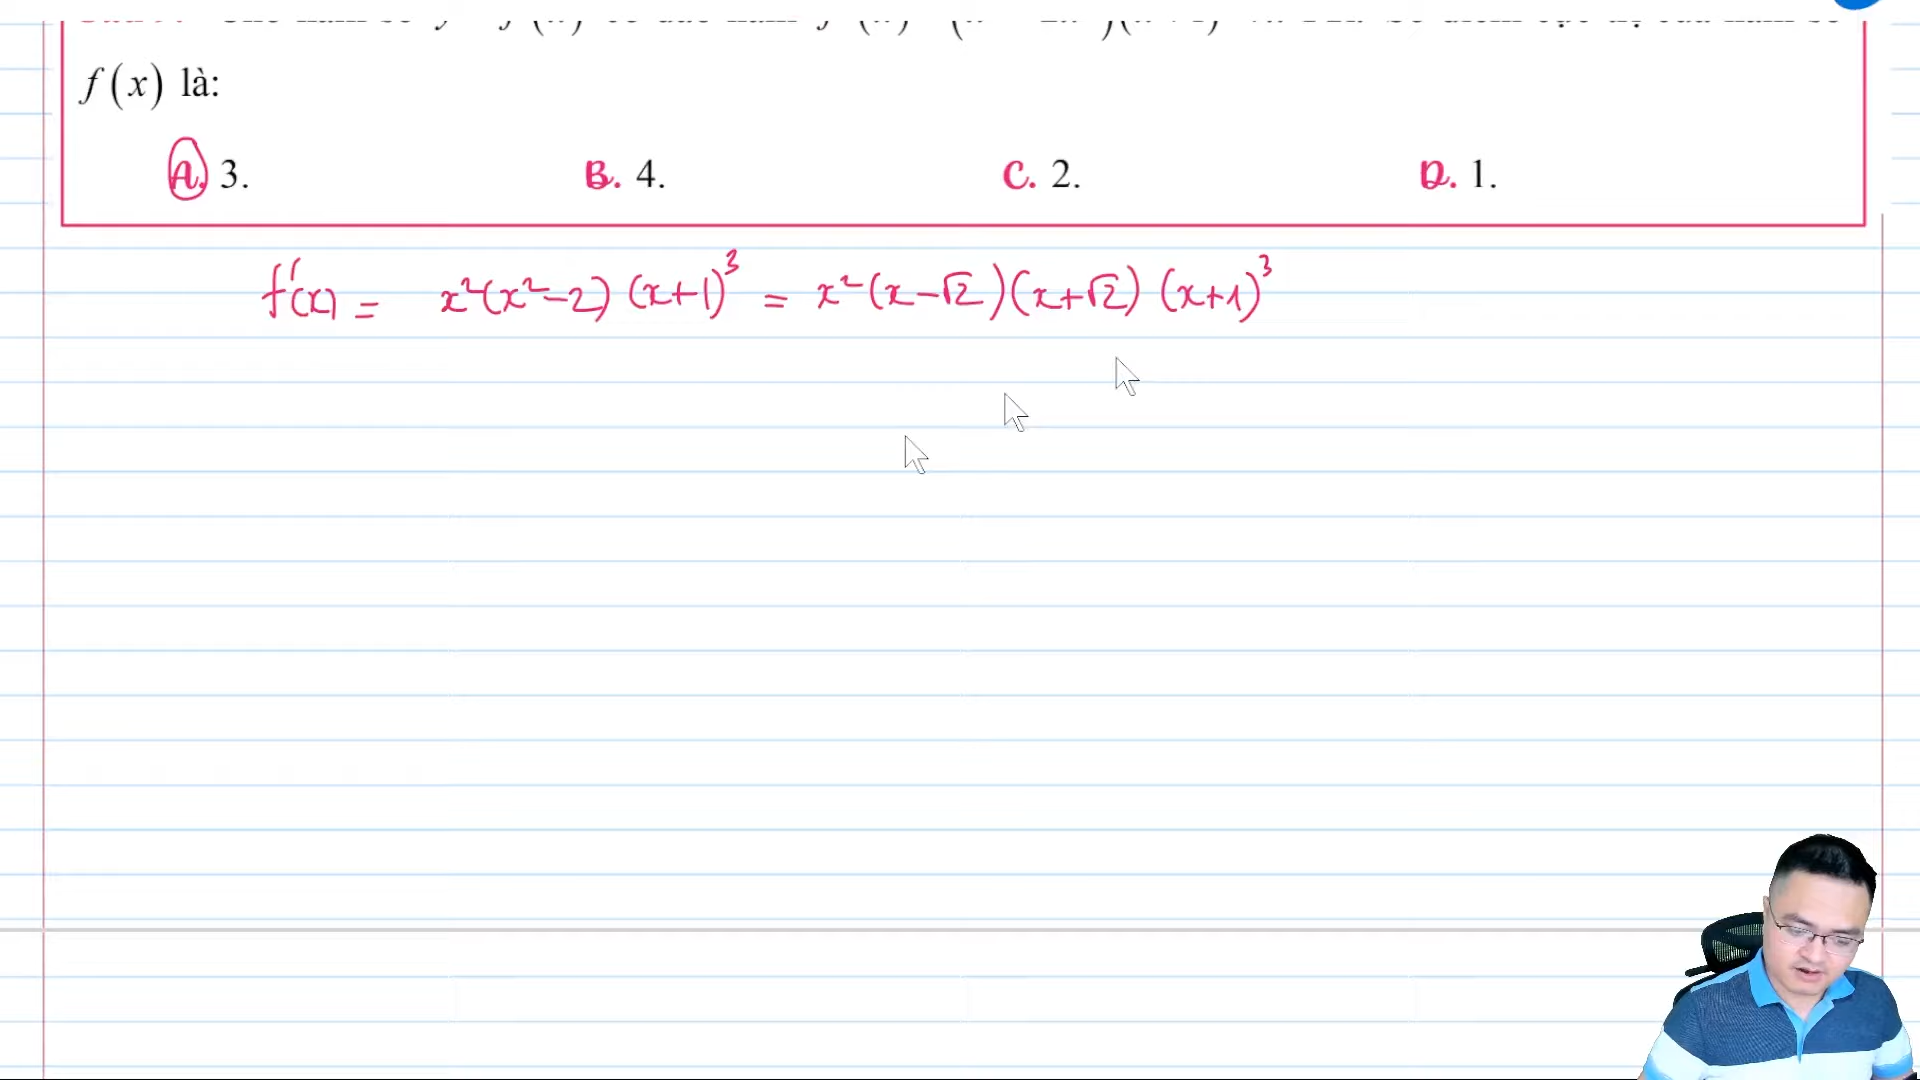 f(x) là:
A. 3. B. 4. C. 2. D. 1.
f'(x) = x²(x²-2)(x+1)³ = x²(x-√2)(x+√2)(x+1)³